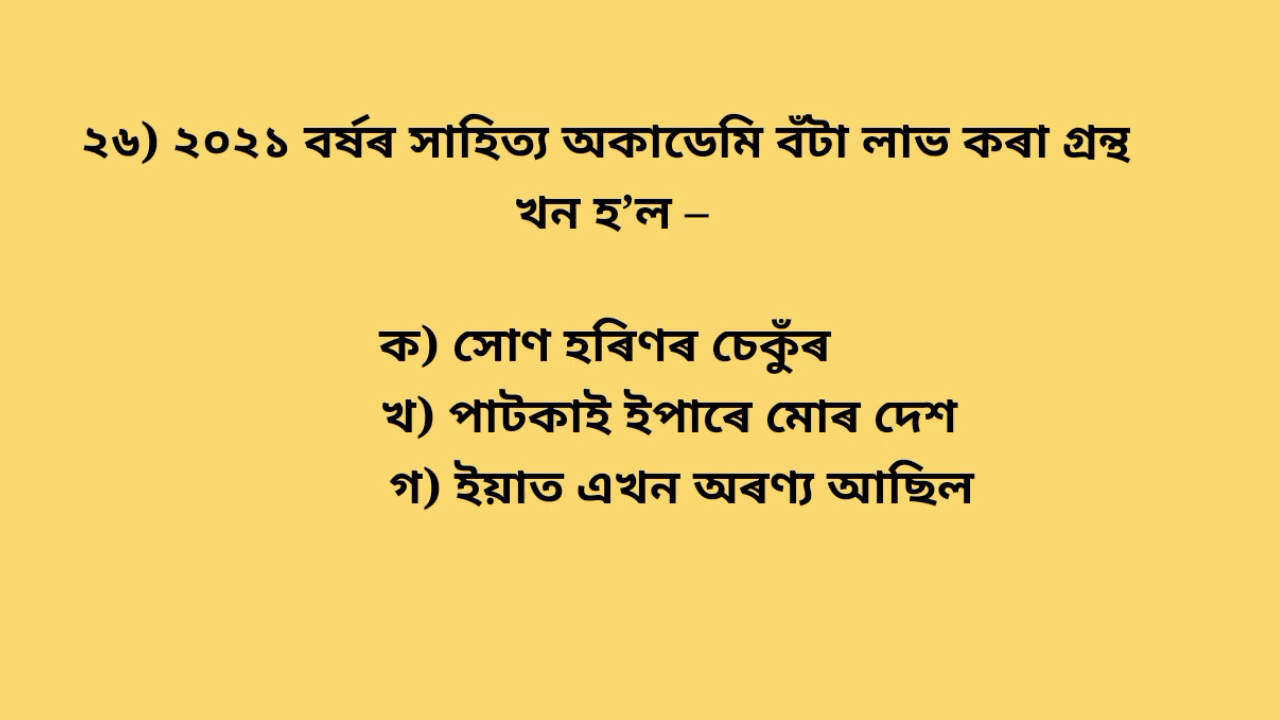 ২৬) ২০২১ বৰ্ষৰ সাহিত্য অকাডেমি বঁটা লাভ কৰা গ্ৰন্থ
খন হ’ল –
ক) সোণ হৰিণৰ চেকুঁৰ
খ) পাটকাই ইপাৰে মোৰ দেশ
গ) ইয়াত এখন অৰণ্য আছিল